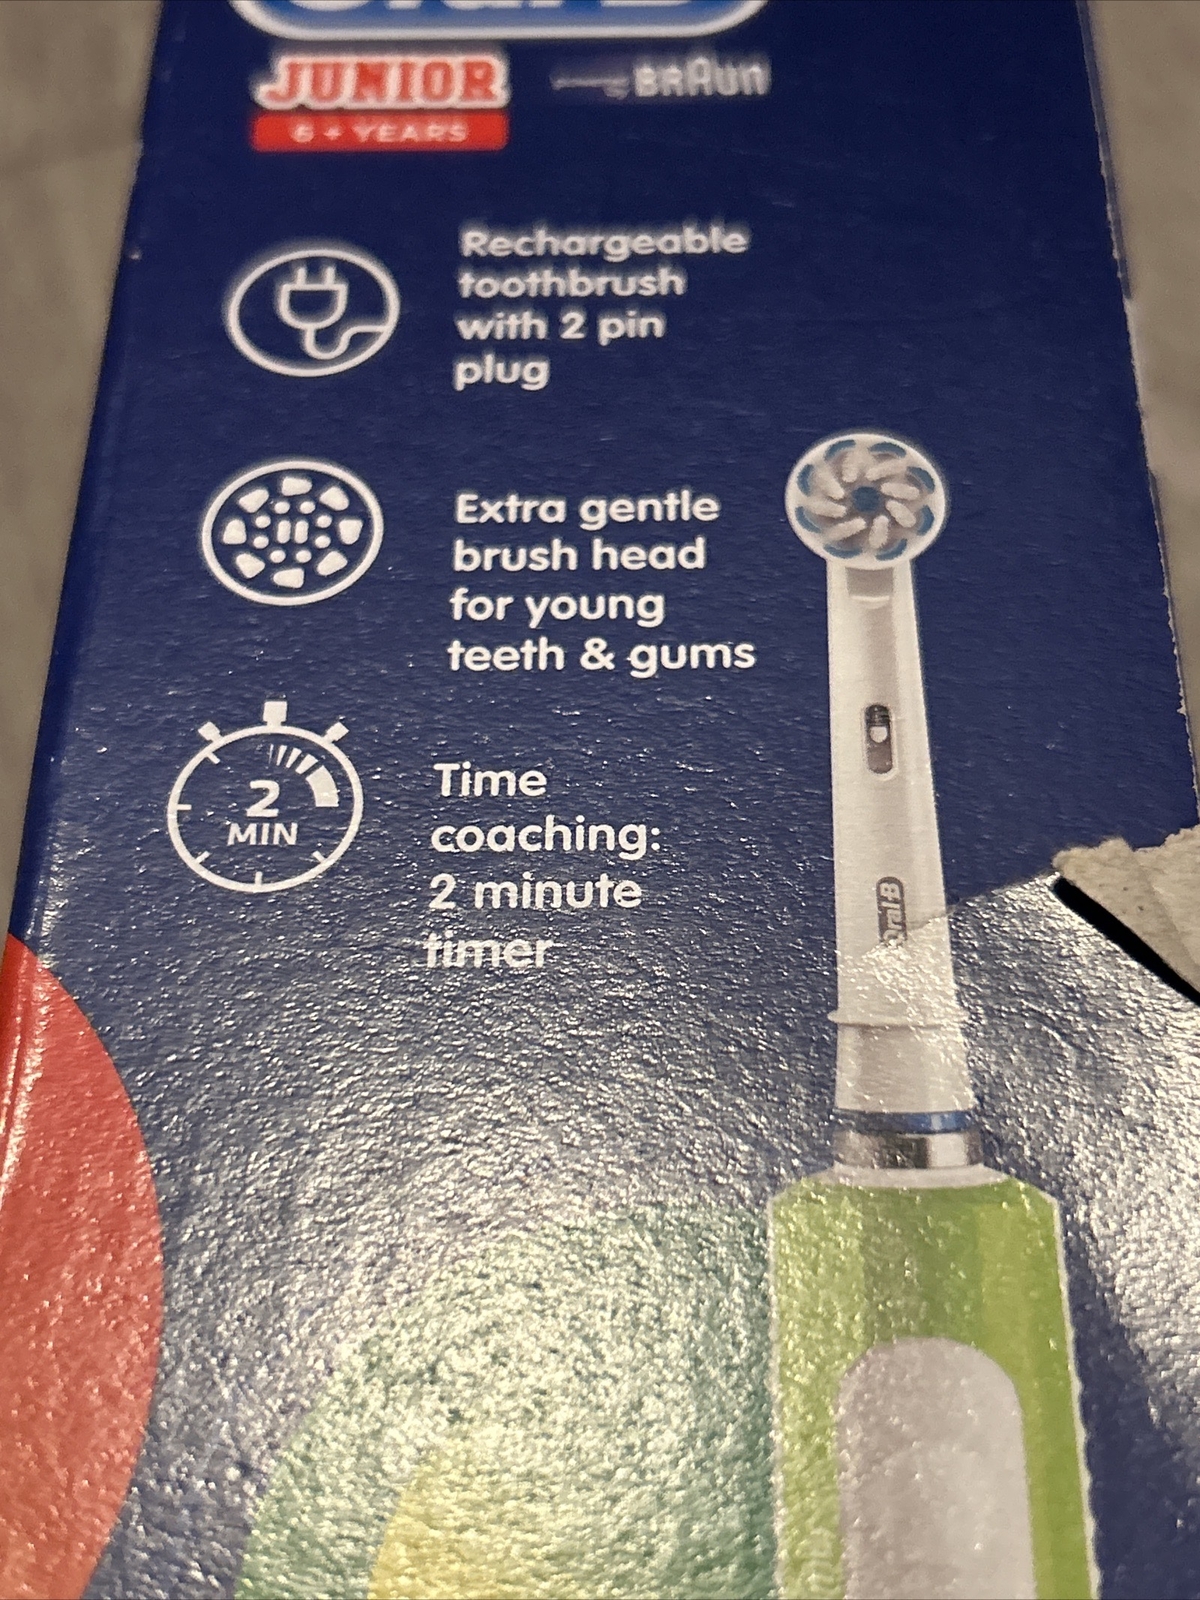 Oral-B
JUNIOR
6 + YEARS
BRAUN
Rechargeable
toothbrush
with 2 pin
plug
Extra gentle
brush head
for young
teeth & gums
2
MIN
Time
coaching:
2 minute
timer
Oral-B